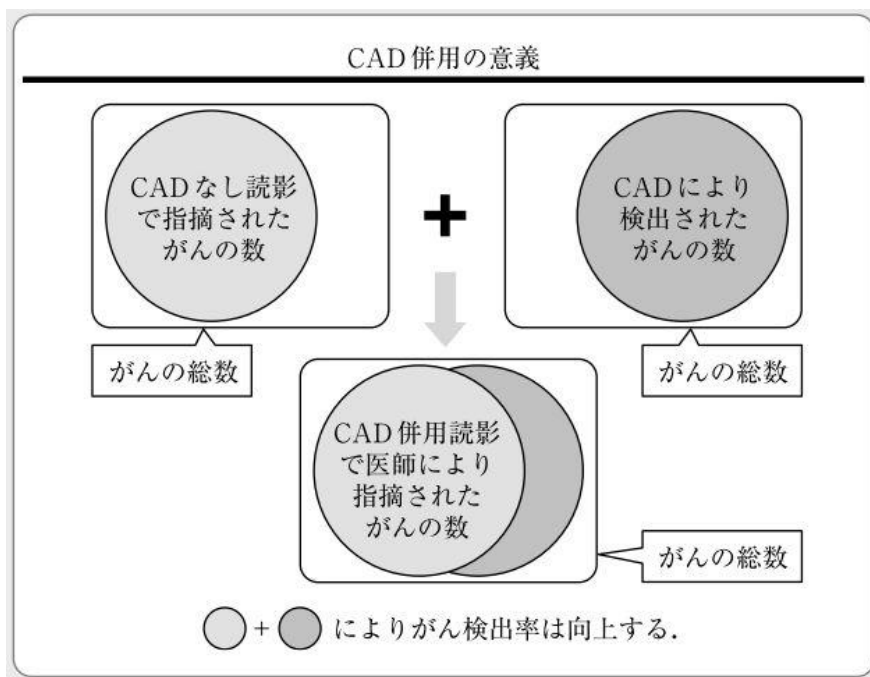 CAD併用の意義
CADなし読影
で指摘された
がんの数
+
CADにより
検出された
がんの数
がんの総数
がんの総数
CAD併用読影
で医師により
指摘された
がんの数
がんの総数
+ によりがん検出率は向上する．